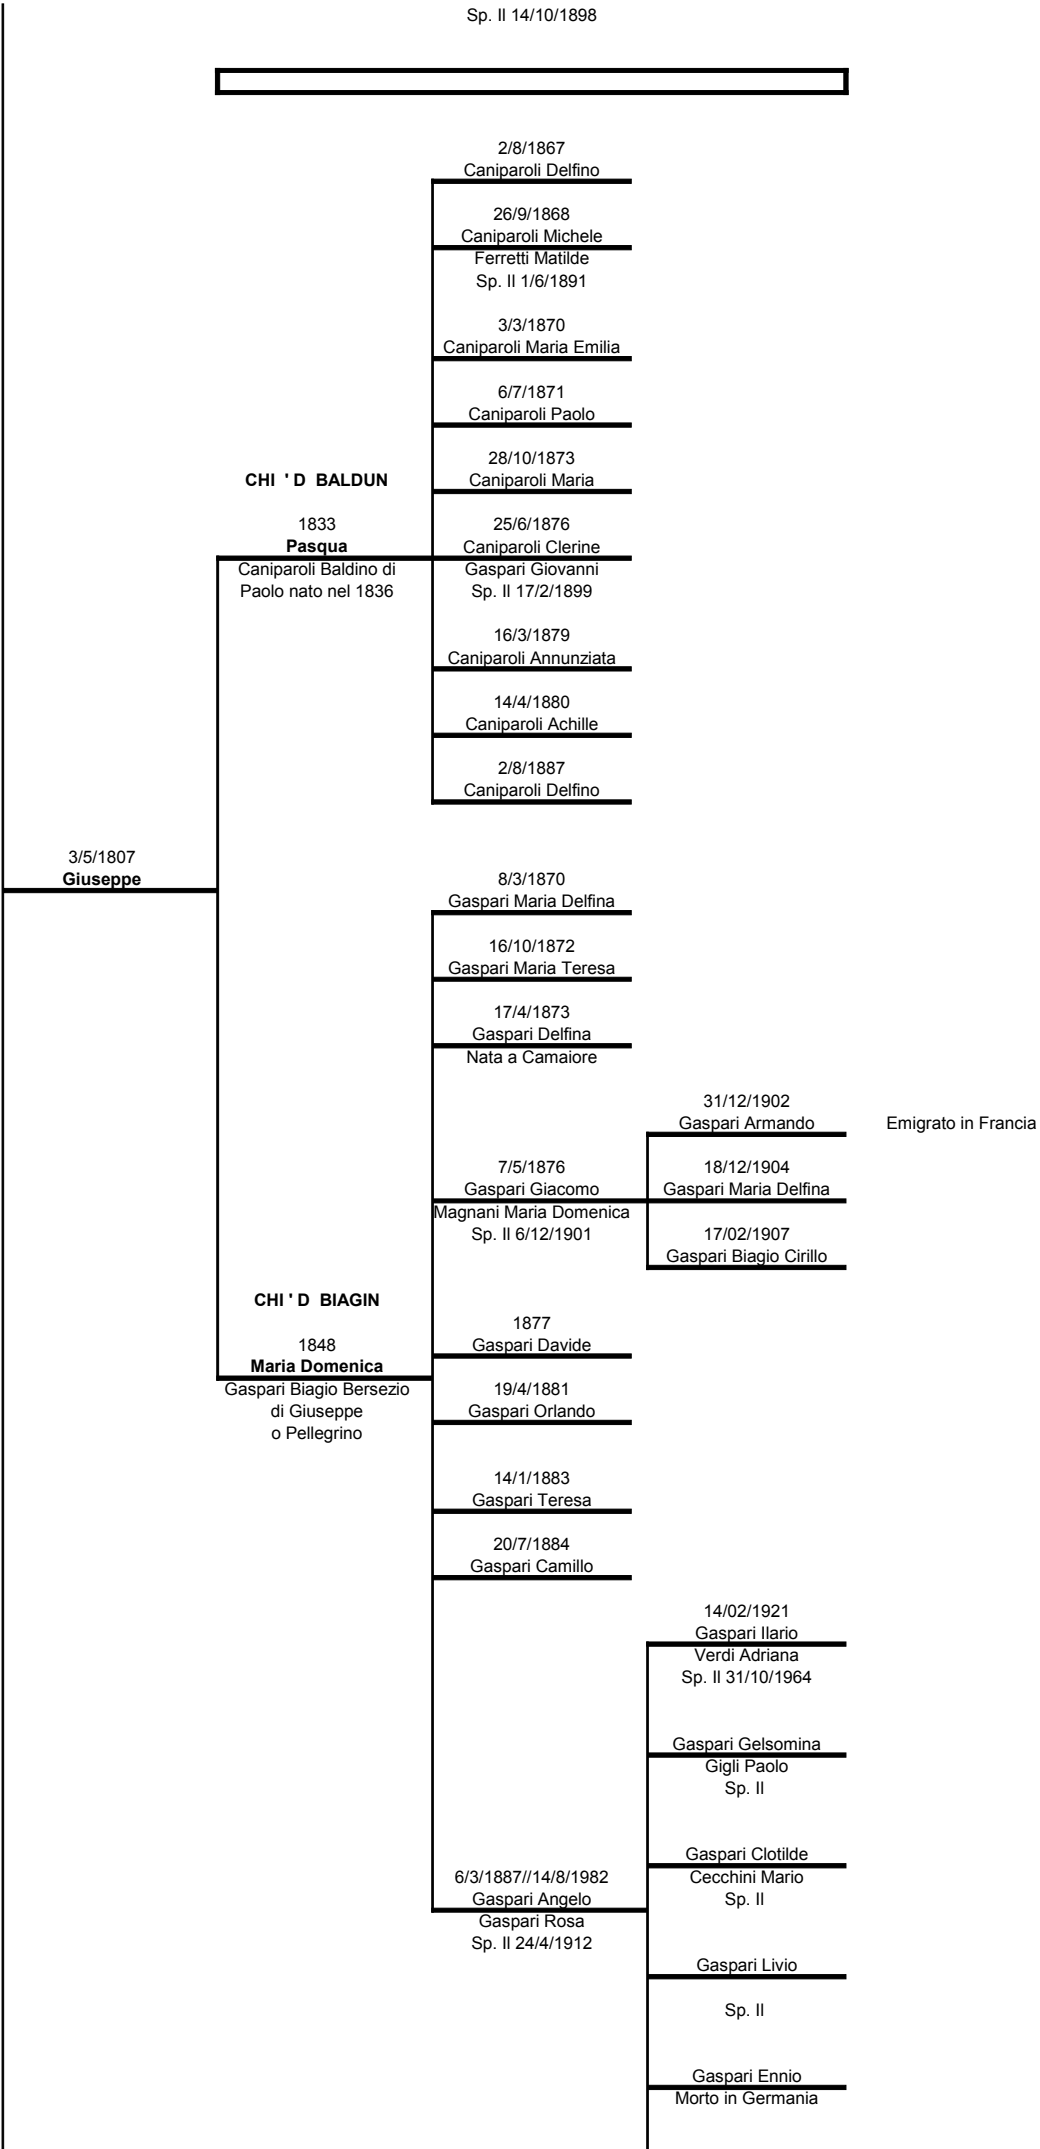 Sp. Il 14/10/1898
2/8/1867
Caniparoli Delfino
26/9/1868
Caniparoli Michele
Ferretti Matilde
Sp. Il 1/6/1891
3/3/1870
Caniparoli Maria Emilia
6/7/1871
Caniparoli Paolo
28/10/1873
CHI ' D BALDUN
Caniparoli Maria
1833
25/6/1876
Pasqua
Caniparoli Clerine
Caniparoli Baldino di
Gaspari Giovanni
Paolo nato nel 1836
Sp. Il 17/2/1899
16/3/1879
Caniparoli Annunziata
14/4/1880
Caniparoli Achille
2/8/1887
Caniparoli Delfino
3/5/1807
Giuseppe
8/3/1870
Gaspari Maria Delfina
16/10/1872
Gaspari Maria Teresa
17/4/1873
Gaspari Delfina
Nata a Camaiore
31/12/1902
Gaspari Armando
Emigrato in Francia
7/5/1876
18/12/1904
Gaspari Giacomo
Gaspari Maria Delfina
Magnani Maria Domenica
Sp. Il 6/12/1901
17/02/1907
Gaspari Biagio Cirillo
CHI ' D BIAGIN
1848
1877
Maria Domenica
Gaspari Davide
Gaspari Biagio Bersezio
di Giuseppe
o Pellegrino
19/4/1881
Gaspari Orlando
14/1/1883
Gaspari Teresa
20/7/1884
Gaspari Camillo
14/02/1921
Gaspari Ilario
Verdi Adriana
Sp. Il 31/10/1964
Gaspari Gelsomina
Gigli Paolo
Sp. Il
Gaspari Clotilde
6/3/1887//14/8/1982
Cecchini Mario
Gaspari Angelo
Sp. Il
Gaspari Rosa
Sp. Il 24/4/1912
Gaspari Livio
Sp. Il
Gaspari Ennio
Morto in Germania